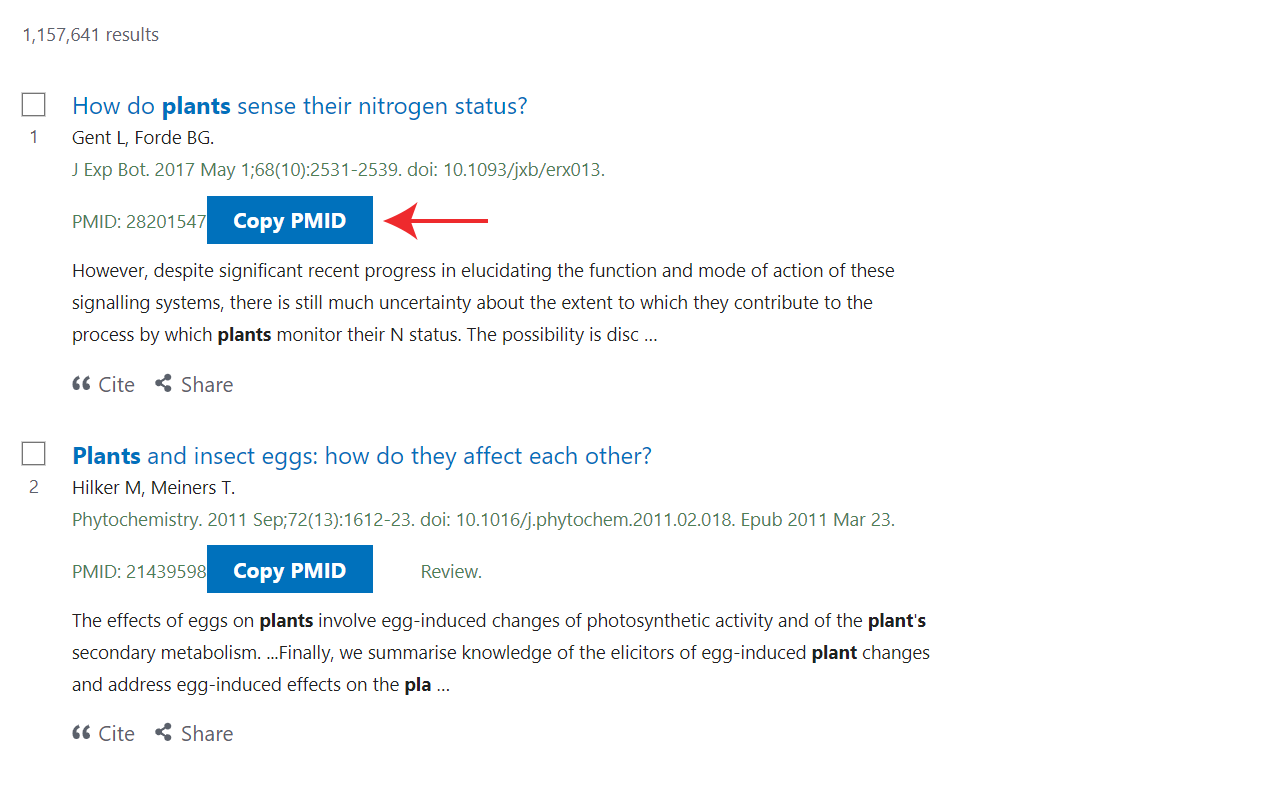 1,157,641 results
How do plants sense their nitrogen status?
1
Gent L, Forde BG.
J Exp Bot. 2017 May 1;68(10):2531-2539. doi: 10.1093/jxb/erx013.
PMID: 28201547 Copy PMID
However, despite significant recent progress in elucidating the function and mode of action of these
signalling systems, there is still much uncertainty about the extent to which they contribute to the
process by which plants monitor their N status. The possibility is disc ...
Cite Share
Plants and insect eggs: how do they affect each other?
2
Hilker M, Meiners T.
Phytochemistry. 2011 Sep;72(13):1612-23. doi: 10.1016/j.phytochem.2011.02.018. Epub 2011 Mar 23.
PMID: 21439598 Copy PMID Review.
The effects of eggs on plants involve egg-induced changes of photosynthetic activity and of the plant's
secondary metabolism. ...Finally, we summarise knowledge of the elicitors of egg-induced plant changes
and address egg-induced effects on the pla ...
Cite Share